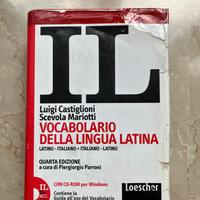 IL
Luigi Castiglioni
Scevola Mariotti
VOCABOLARIO
DELLA LINGUA LATINA
LATINO - ITALIANO • ITALIANO - LATINO
QUARTA EDIZIONE
a cura di Piergiorgio Parroni
IL
CON CD-ROM per Windows
Contiene la
Guida all'uso del Vocabolario
Loescher